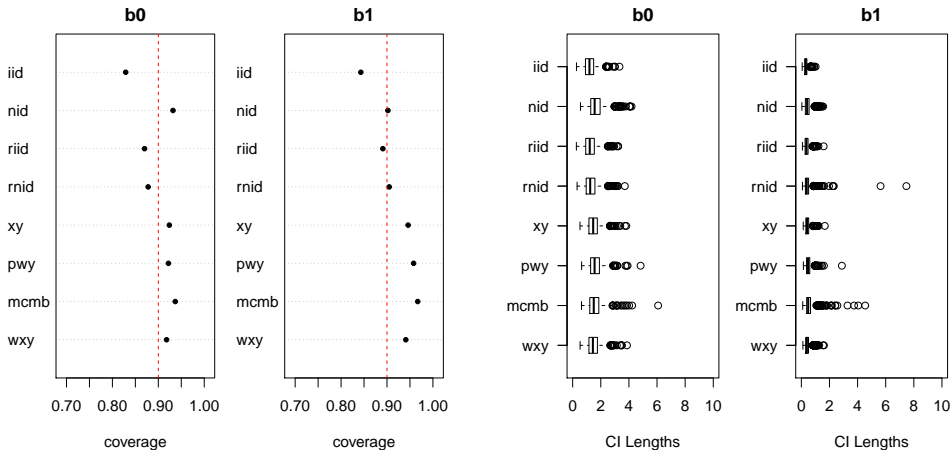 b0
iid
nid
riid
rnid
xy
pwy
mcmb
wxy
0.70 0.80 0.90 1.00
coverage
b1
iid
nid
riid
rnid
xy
pwy
mcmb
wxy
0.70 0.80 0.90 1.00
coverage
b0
iid
nid
riid
rnid
xy
pwy
mcmb
wxy
0 2 4 6 8 10
CI Lengths
b1
iid
nid
riid
rnid
xy
pwy
mcmb
wxy
0 2 4 6 8 10
CI Lengths